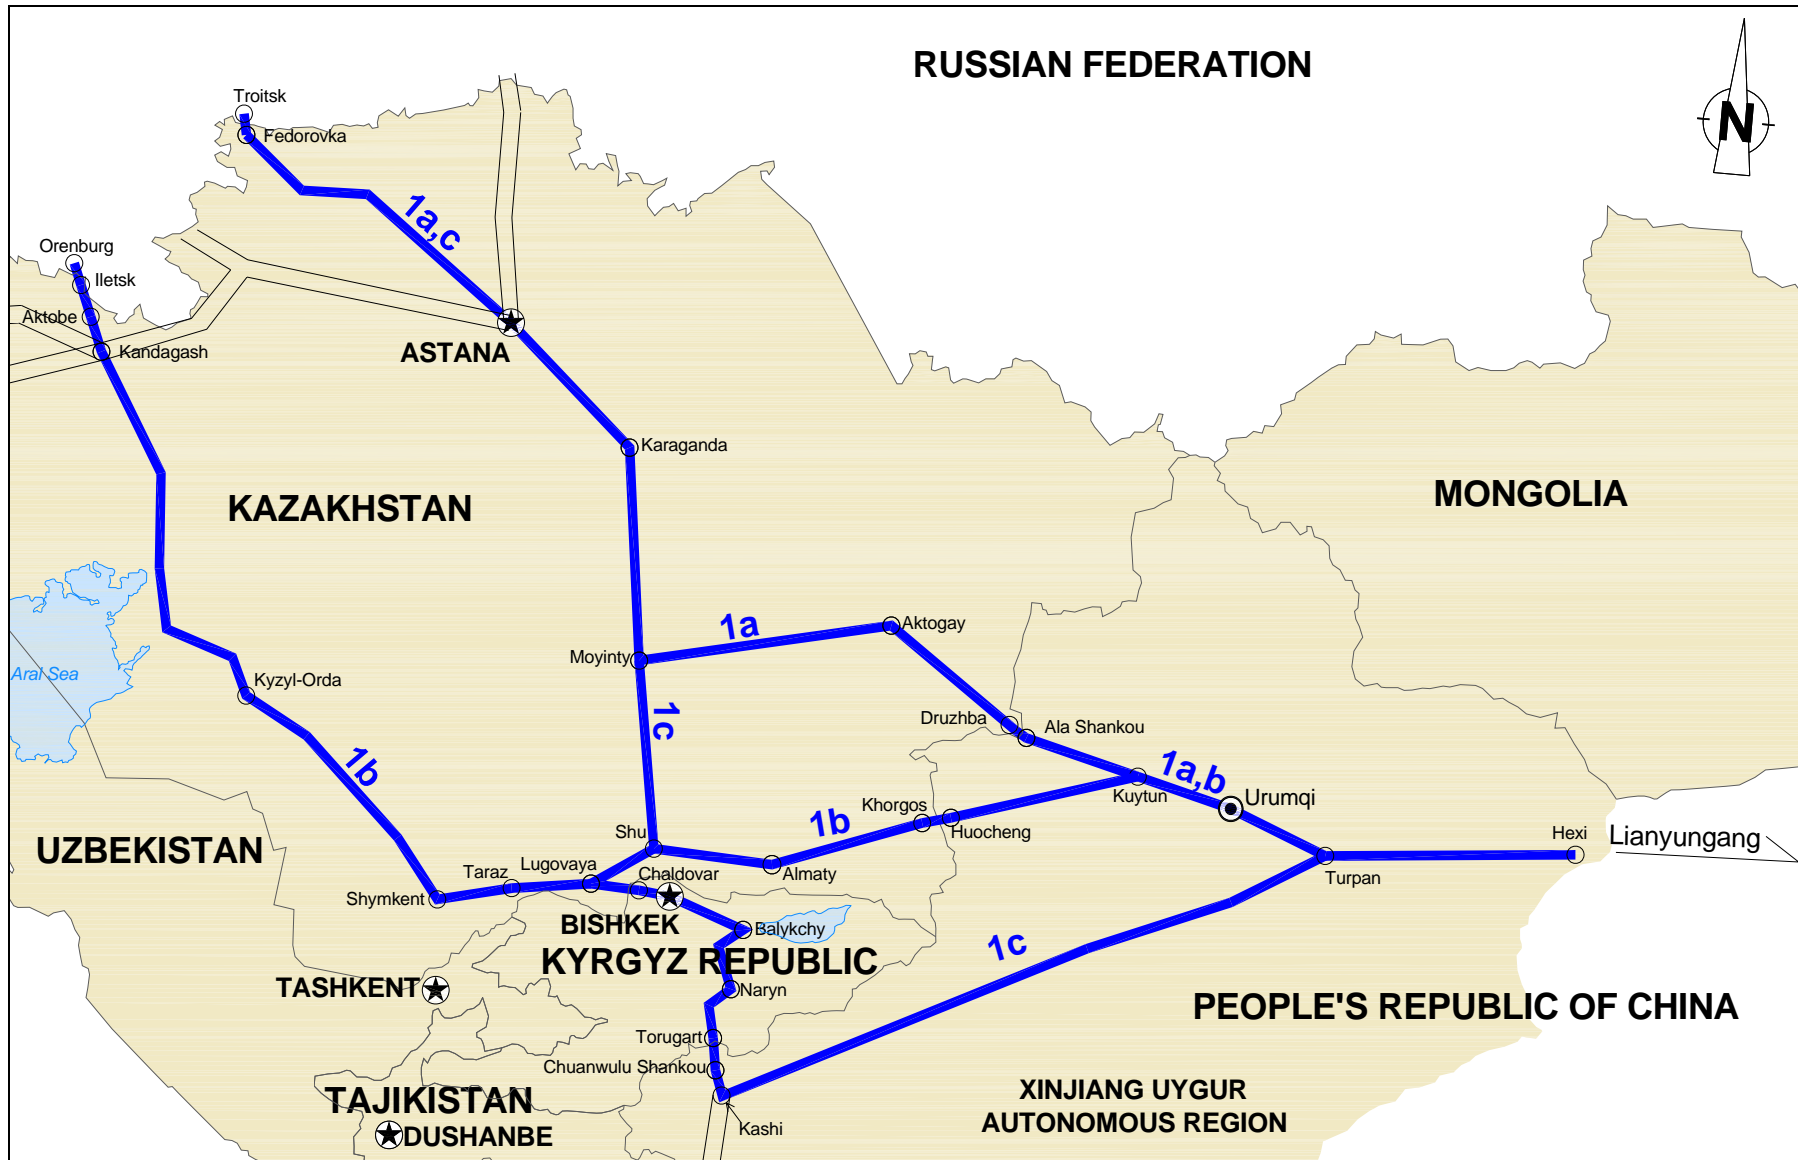 RUSSIAN FEDERATION
N
Troitsk
Fedorovka
1a,c
Orenburg
Iletsk
Aktobe
Kandagash
ASTANA
Karaganda
KAZAKHSTAN
MONGOLIA
1a
Aktogay
Moyinty
Aral Sea
Kyzyl-Orda
1c
Druzhba
Ala Shankou
1b
1a,b
Kuytun
Urumqi
Khorgos
Huocheng
1b
Shu
Hexi
Lianyungang
UZBEKISTAN
Lugovaya
Taraz
Chaldovar
Almaty
Turpan
Shymkent
BISHKEK
Balykchy
KYRGYZ REPUBLIC
1c
TASHKENT
Naryn
PEOPLE'S REPUBLIC OF CHINA
Torugart
Chuanwulu Shankou
TAJIKISTAN
XINJIANG UYGUR
AUTONOMOUS REGION
Kashi
DUSHANBE